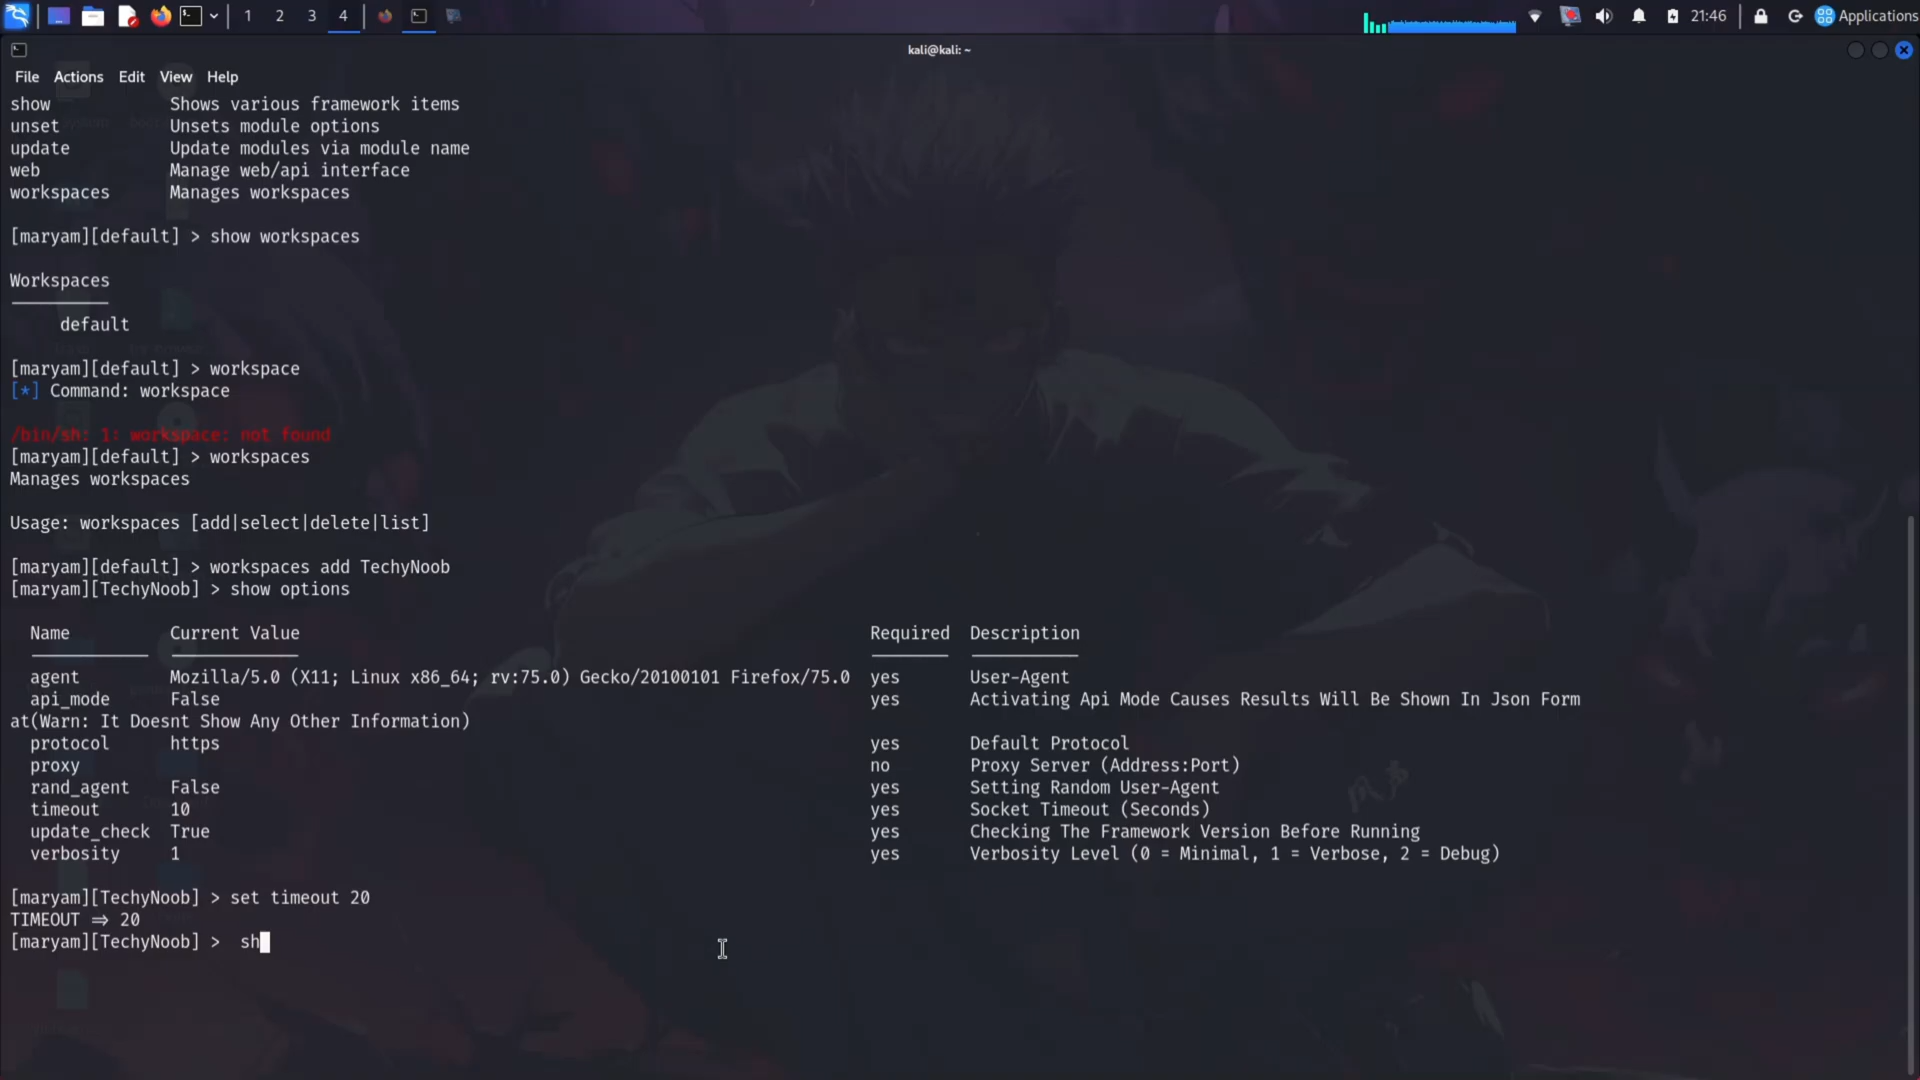 1 2 3 4 21:46 Applications
kali@kali: ~
File Actions Edit View Help
show Shows various framework items
unset Unsets module options
update Update modules via module name
web Manage web/api interface
workspaces Manages workspaces
[maryam][default] > show workspaces
Workspaces
default
[maryam][default] > workspace
[*] Command: workspace
/bin/sh: 1: workspace: not found
[maryam][default] > workspaces
Manages workspaces
Usage: workspaces [add|select|delete|list]
[maryam][default] > workspaces add TechyNoob
[maryam][TechyNoob] > show options
Name Current Value Required Description
agent Mozilla/5.0 (X11; Linux x86_64; rv:75.0) Gecko/20100101 Firefox/75.0 yes User-Agent
api_mode False yes Activating Api Mode Causes Results Will Be Shown In Json Form
at(Warn: It Doesnt Show Any Other Information)
protocol https yes Default Protocol
proxy no Proxy Server (Address:Port)
rand_agent False yes Setting Random User-Agent
timeout 10 yes Socket Timeout (Seconds)
update_check True yes Checking The Framework Version Before Running
verbosity 1 yes Verbosity Level (0 = Minimal, 1 = Verbose, 2 = Debug)
[maryam][TechyNoob] > set timeout 20
TIMEOUT ⇒ 20
[maryam][TechyNoob] > sh